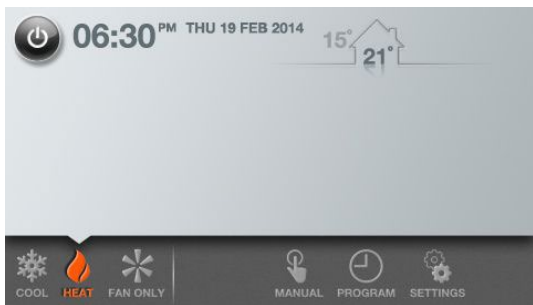 06:30 PM THU 19 FEB 2014
15°
21°
COOL HEAT FAN ONLY MANUAL PROGRAM SETTINGS